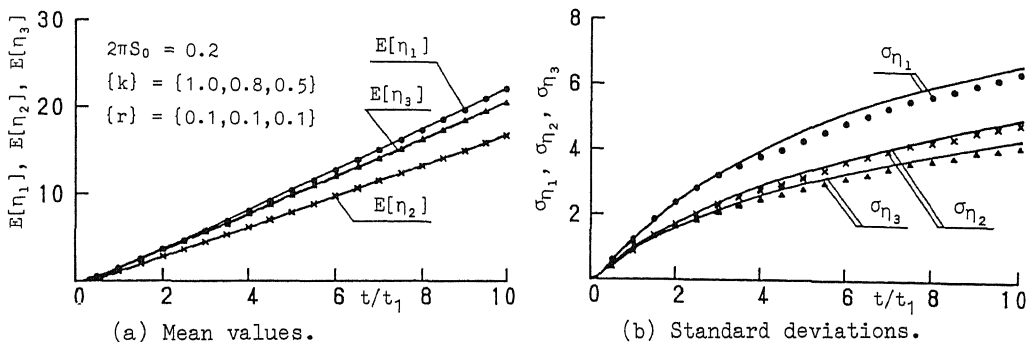 E[η₁], E[η₂], E[η₃]
30
20
10
0
2
4
6
8
10
t/t₁
2πS₀ = 0.2
{k} = {1.0,0.8,0.5}
{r} = {0.1,0.1,0.1}
E[η₁]
E[η₃]
E[η₂]
(a) Mean values.
σ_η₁, σ_η₂, σ_η₃
8
6
4
2
0
2
4
6
8
10
t/t₁
σ_η₁
σ_η₃
σ_η₂
(b) Standard deviations.